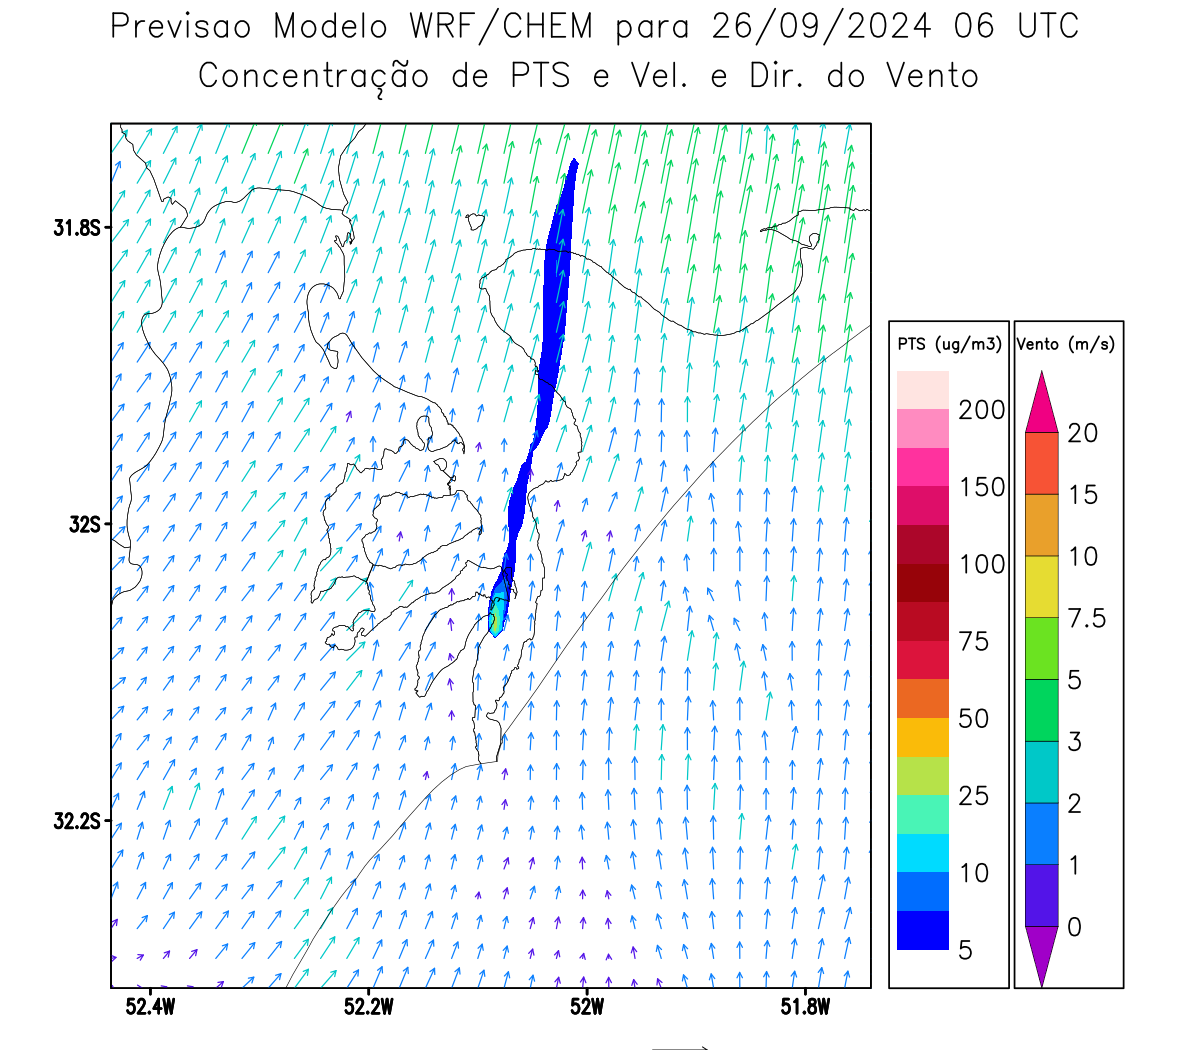 Previsao Modelo WRF/CHEM para 26/09/2024 06 UTC
Concentração de PTS e Vel. e Dir. do Vento
31.8S
32S
32.2S
52.4W 52.2W 52W 51.8W
PTS (ug/m3)
200
150
100
75
50
25
10
5
Vento (m/s)
20
15
10
7.5
5
3
2
1
0